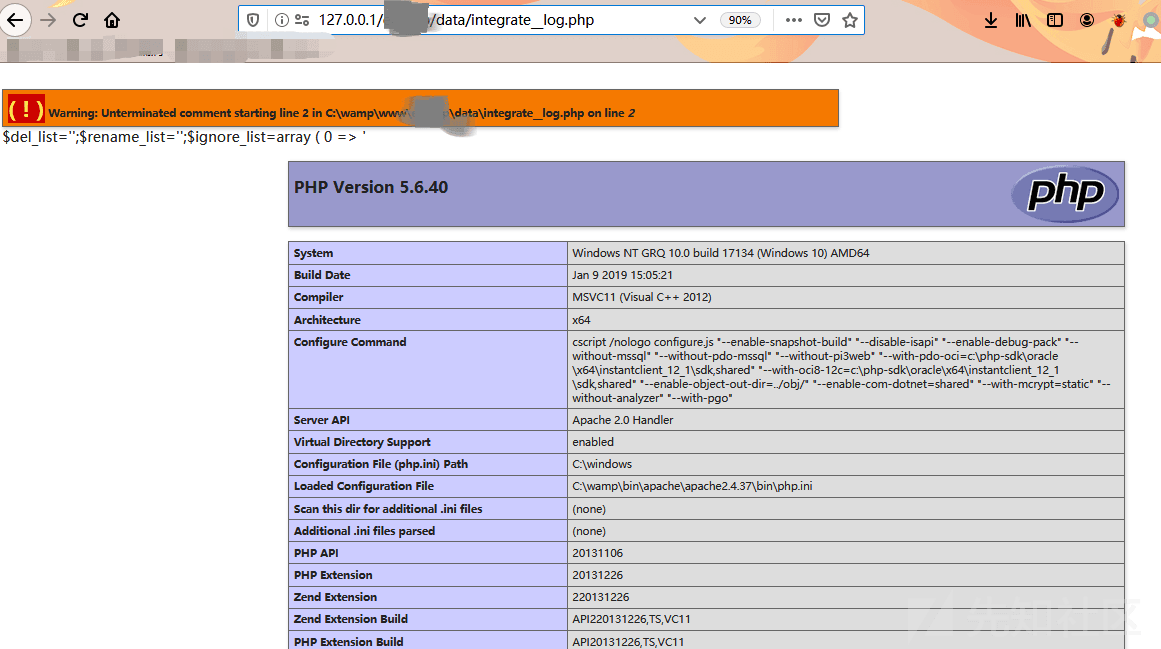 127.0.0.1/ /data/integrate__log.php
90%
( ! ) Warning: Unterminated comment starting line 2 in C:\wamp\www\ \data\integrate__log.php on line 2
$del_list='';$rename_list='';$ignore_list=array ( 0 => '
PHP Version 5.6.40
php
System Windows NT GRQ 10.0 build 17134 (Windows 10) AMD64
Build Date Jan 9 2019 15:05:21
Compiler MSVC11 (Visual C++ 2012)
Architecture x64
Configure Command cscript /nologo configure.js "--enable-snapshot-build" "--disable-isapi" "--enable-debug-pack" "--
without-mssql" "--without-pdo-mssql" "--without-pi3web" "--with-pdo-oci=c:\php-sdk\oracle
\x64\instantclient_12_1\sdk,shared" "--with-oci8-12c=c:\php-sdk\oracle\x64\instantclient_12_1
\sdk,shared" "--enable-object-out-dir=../obj/" "--enable-com-dotnet=shared" "--with-mcrypt=static" "--
without-analyzer" "--with-pgo"
Server API Apache 2.0 Handler
Virtual Directory Support enabled
Configuration File (php.ini) Path C:\windows
Loaded Configuration File C:\wamp\bin\apache\apache2.4.37\bin\php.ini
Scan this dir for additional .ini files (none)
Additional .ini files parsed (none)
PHP API 20131106
PHP Extension 20131226
Zend Extension 220131226
Zend Extension Build API220131226,TS,VC11
PHP Extension Build API20131226,TS,VC11
先知社区